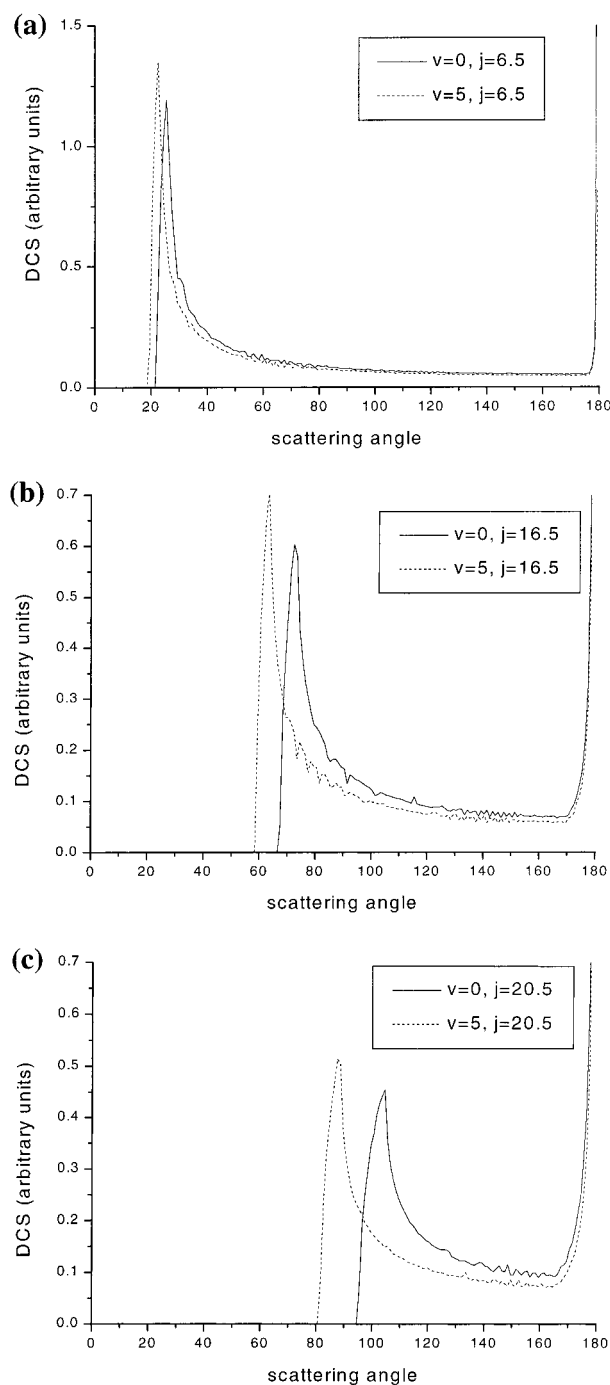 (a)
1.5
1.0
0.5
0.0
DCS (arbitrary units)
v=0, j=6.5
v=5, j=6.5
0 20 40 60 80 100 120 140 160 180
scattering angle
(b)
0.7
0.6
0.5
0.4
0.3
0.2
0.1
0.0
DCS (arbitrary units)
v=0, j=16.5
v=5, j=16.5
0 20 40 60 80 100 120 140 160 180
scattering angle
(c)
0.7
0.6
0.5
0.4
0.3
0.2
0.1
0.0
DCS (arbitrary units)
v=0, j=20.5
v=5, j=20.5
0 20 40 60 80 100 120 140 160 180
scattering angle